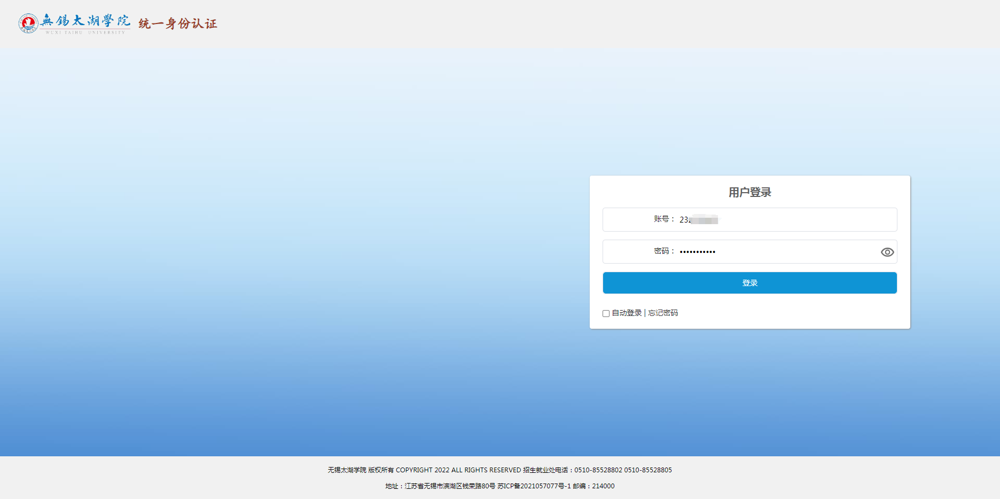 無錫太湖學院 统一身份认证
WUXI TAIHU UNIVERSITY
用户登录
账号： 23
密码： •••••••••••
登录
自动登录 | 忘记密码
无锡太湖学院 版权所有 COPYRIGHT 2022 ALL RIGHTS RESERVED 招生就业处电话：0510-85528802 0510-85528805
地址：江苏省无锡市滨湖区钱荣路80号 苏ICP备2021057077号-1 邮编：214000